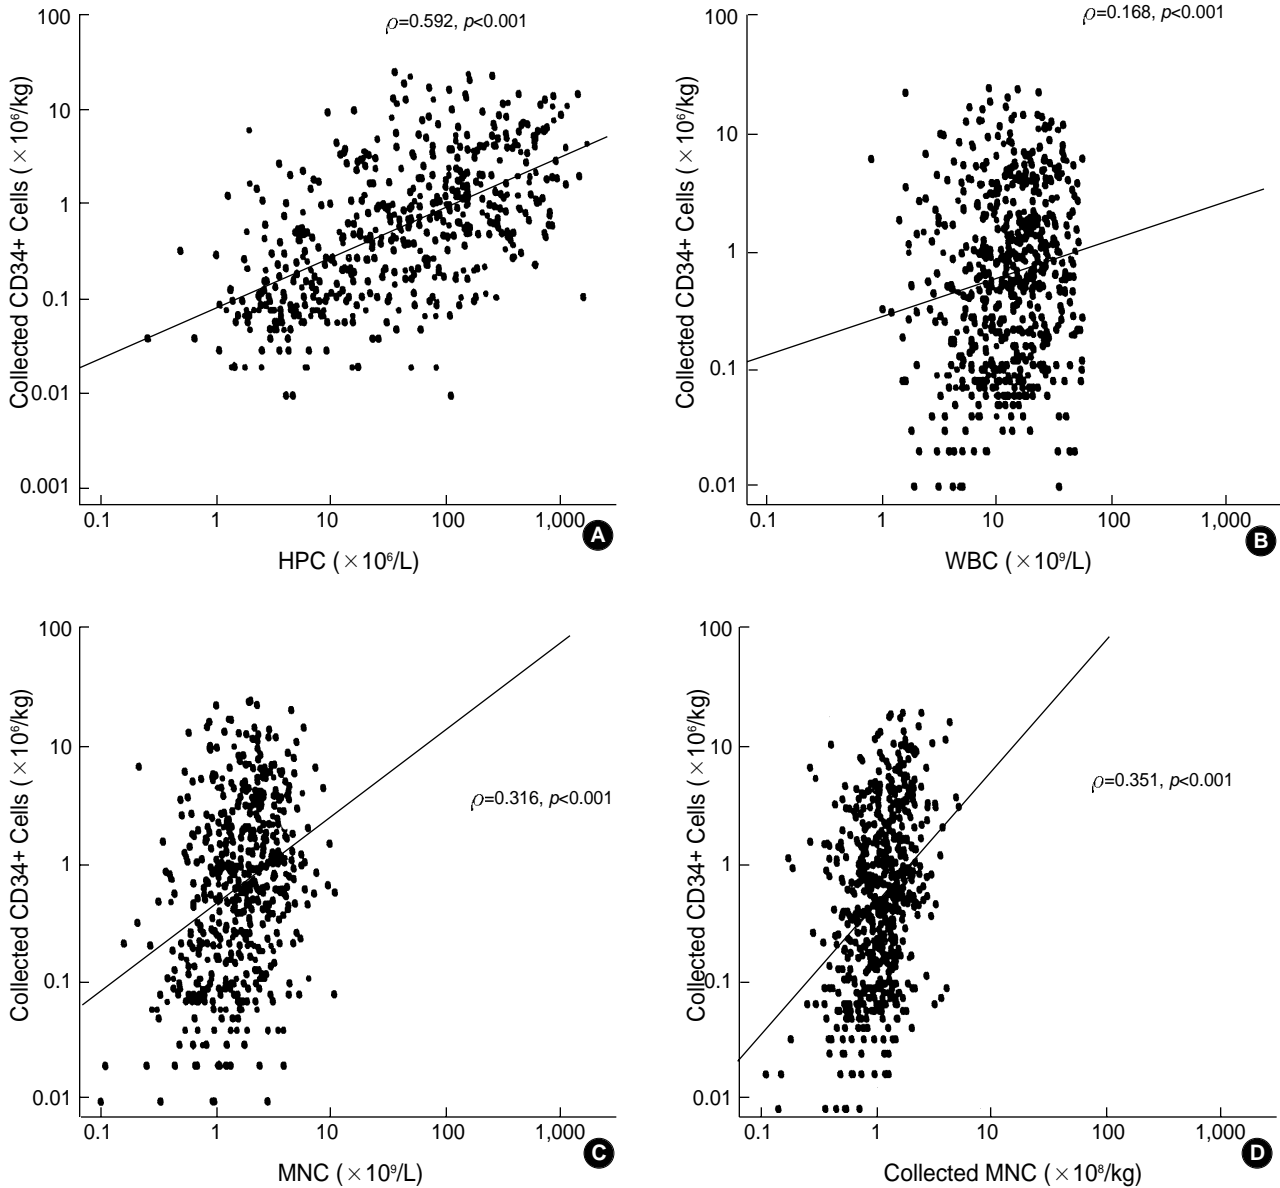 ρ=0.592, p<0.001
Collected CD34+ Cells (×10⁶/kg)
100
10
1
0.1
0.01
0.001
0.1 1 10 100 1,000
HPC (×10⁶/L)
A
ρ=0.168, p<0.001
Collected CD34+ Cells (×10⁶/kg)
100
10
1
0.1
0.01
0.1 1 10 100 1,000
WBC (×10⁹/L)
B
ρ=0.316, p<0.001
Collected CD34+ Cells (×10⁶/kg)
100
10
1
0.1
0.01
0.1 1 10 100 1,000
MNC (×10⁹/L)
C
ρ=0.351, p<0.001
Collected CD34+ Cells (×10⁶/kg)
100
10
1
0.1
0.01
0.1 1 10 100 1,000
Collected MNC (×10⁸/kg)
D